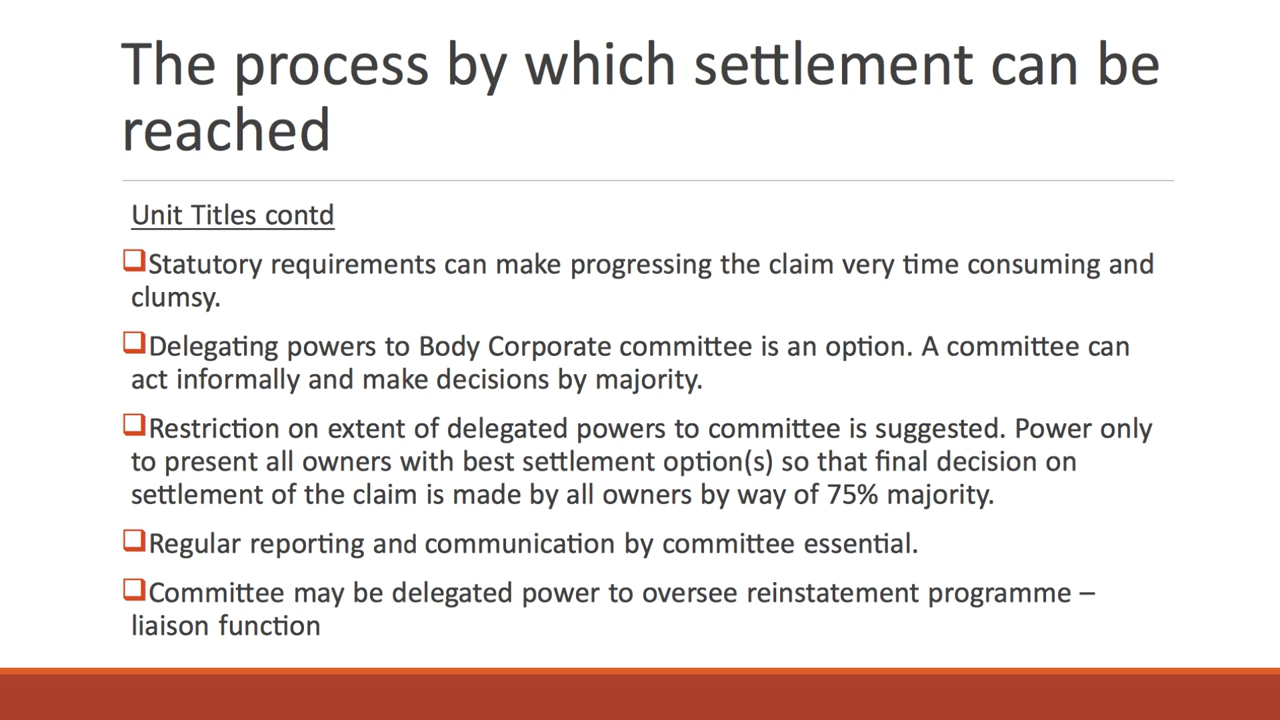 The process by which settlement can be
reached
Unit Titles contd
Statutory requirements can make progressing the claim very time consuming and
clumsy.
Delegating powers to Body Corporate committee is an option. A committee can
act informally and make decisions by majority.
Restriction on extent of delegated powers to committee is suggested. Power only
to present all owners with best settlement option(s) so that final decision on
settlement of the claim is made by all owners by way of 75% majority.
Regular reporting and communication by committee essential.
Committee may be delegated power to oversee reinstatement programme –
liaison function